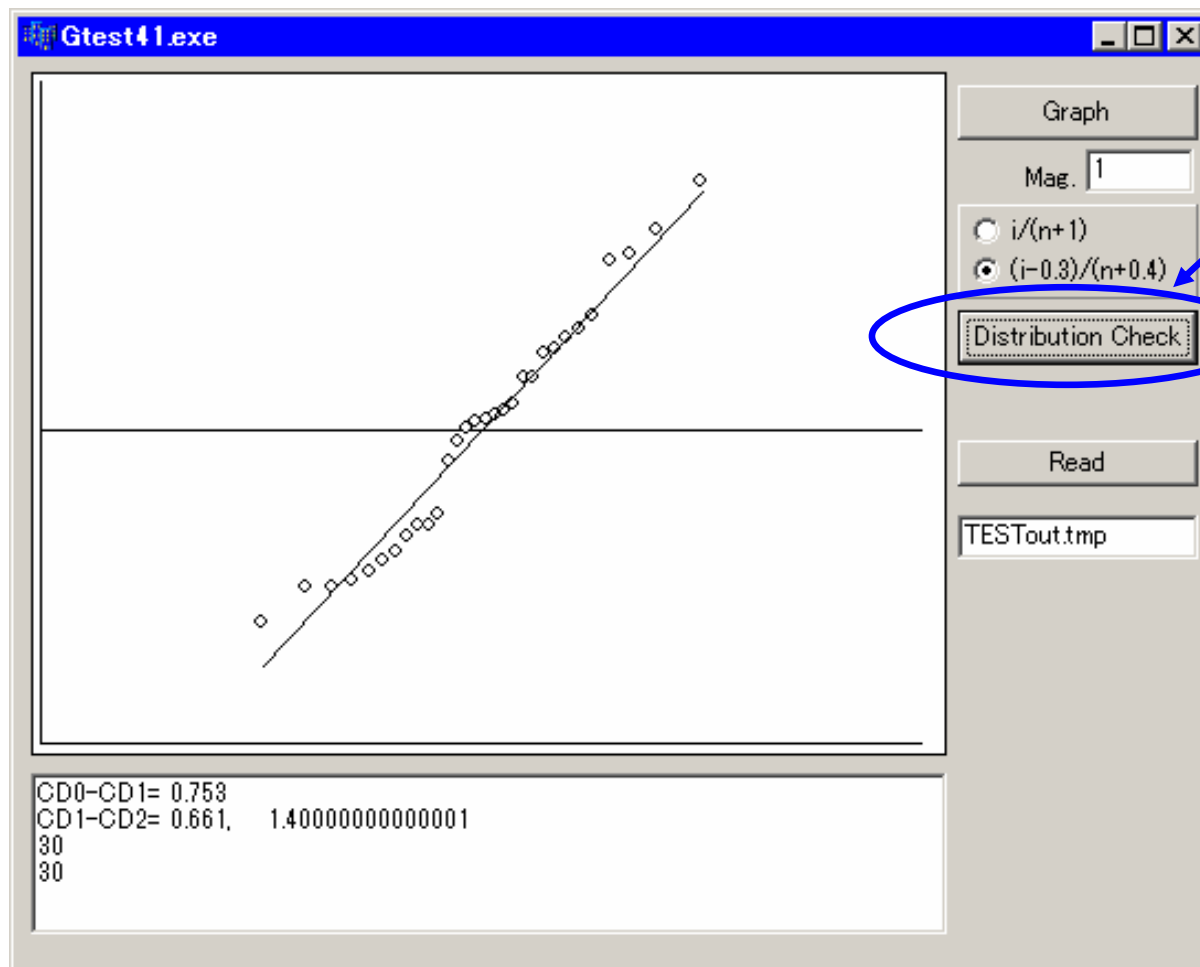 Gtest41.exe
Graph
Mag. 1
i/(n+1)
(i-0.3)/(n+0.4)
Distribution Check
Read
TESTout.tmp
CD0-CD1= 0.753
CD1-CD2= 0.661, 1.40000000000001
30
30